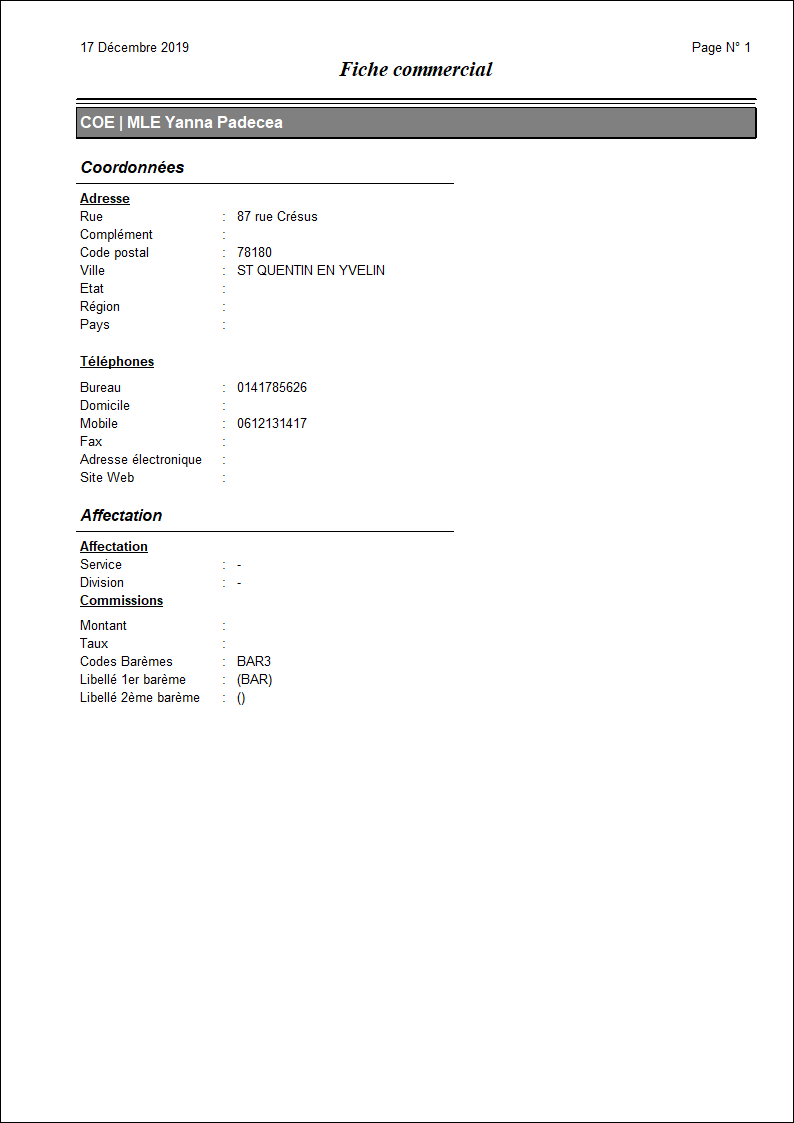 17 Décembre 2019 Page N° 1
Fiche commercial
COE | MLE Yanna Padecea
Coordonnées
Adresse
Rue : 87 rue Crésus
Complément :
Code postal : 78180
Ville : ST QUENTIN EN YVELIN
Etat :
Région :
Pays :
Téléphones
Bureau : 0141785626
Domicile :
Mobile : 0612131417
Fax :
Adresse électronique :
Site Web :
Affectation
Affectation
Service : -
Division : -
Commissions
Montant :
Taux :
Codes Barèmes : BAR3
Libellé 1er barème : (BAR)
Libellé 2ème barème : ()